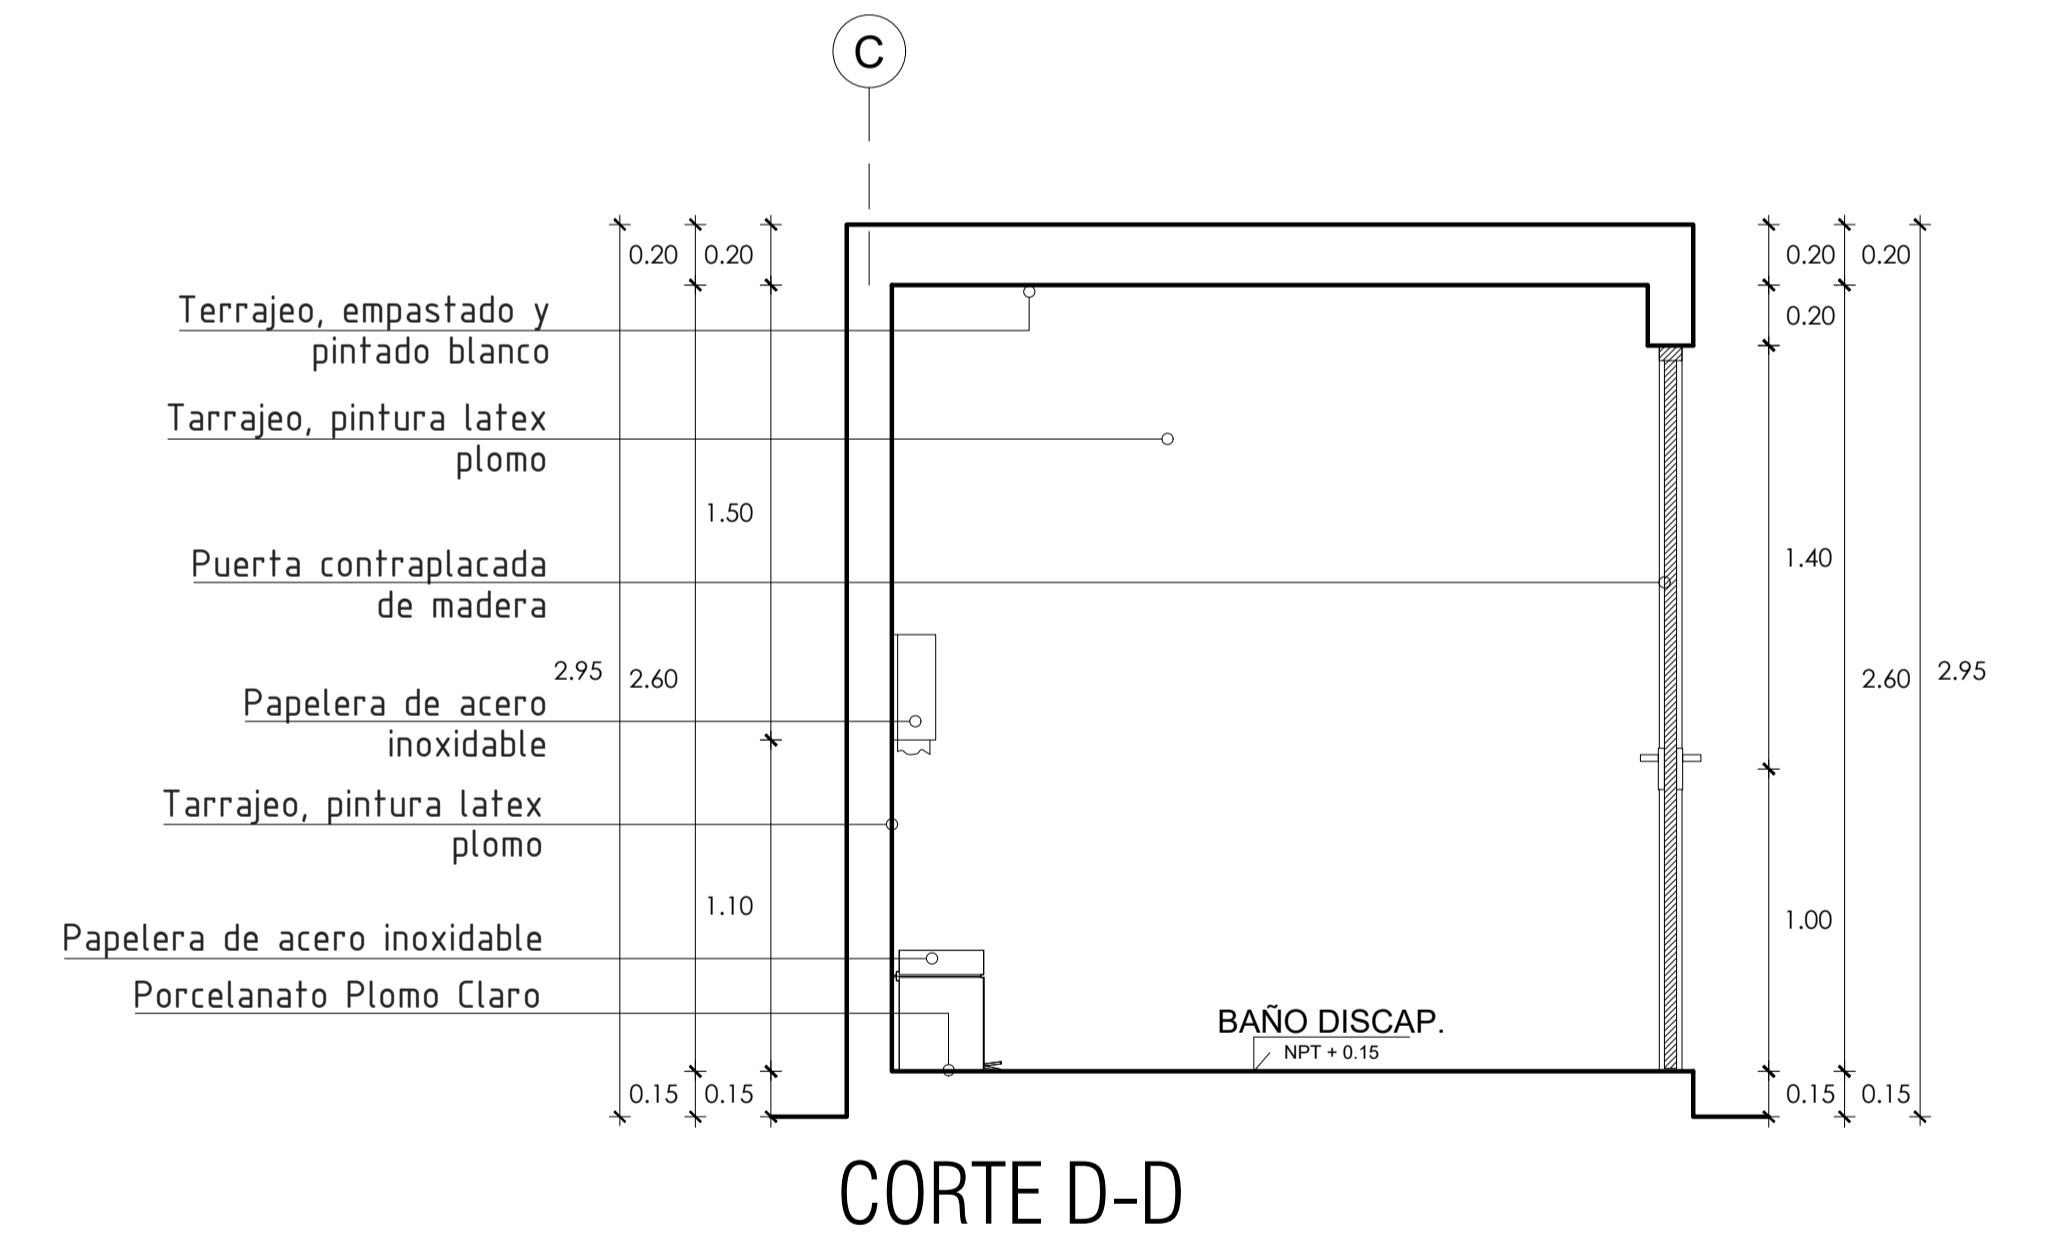 C
0.20 0.20
0.20 0.20
Terrajeo, empastado y
pintado blanco
0.20
Tarrajeo, pintura latex
plomo
1.50
Puerta contraplacada
de madera
1.40
2.95 2.60
2.60 2.95
Papelera de acero
inoxidable
Tarrajeo, pintura latex
plomo
1.10
1.00
Papelera de acero inoxidable
Porcelanato Plomo Claro
BAÑO DISCAP.
NPT + 0.15
0.15 0.15
0.15 0.15
CORTE D-D